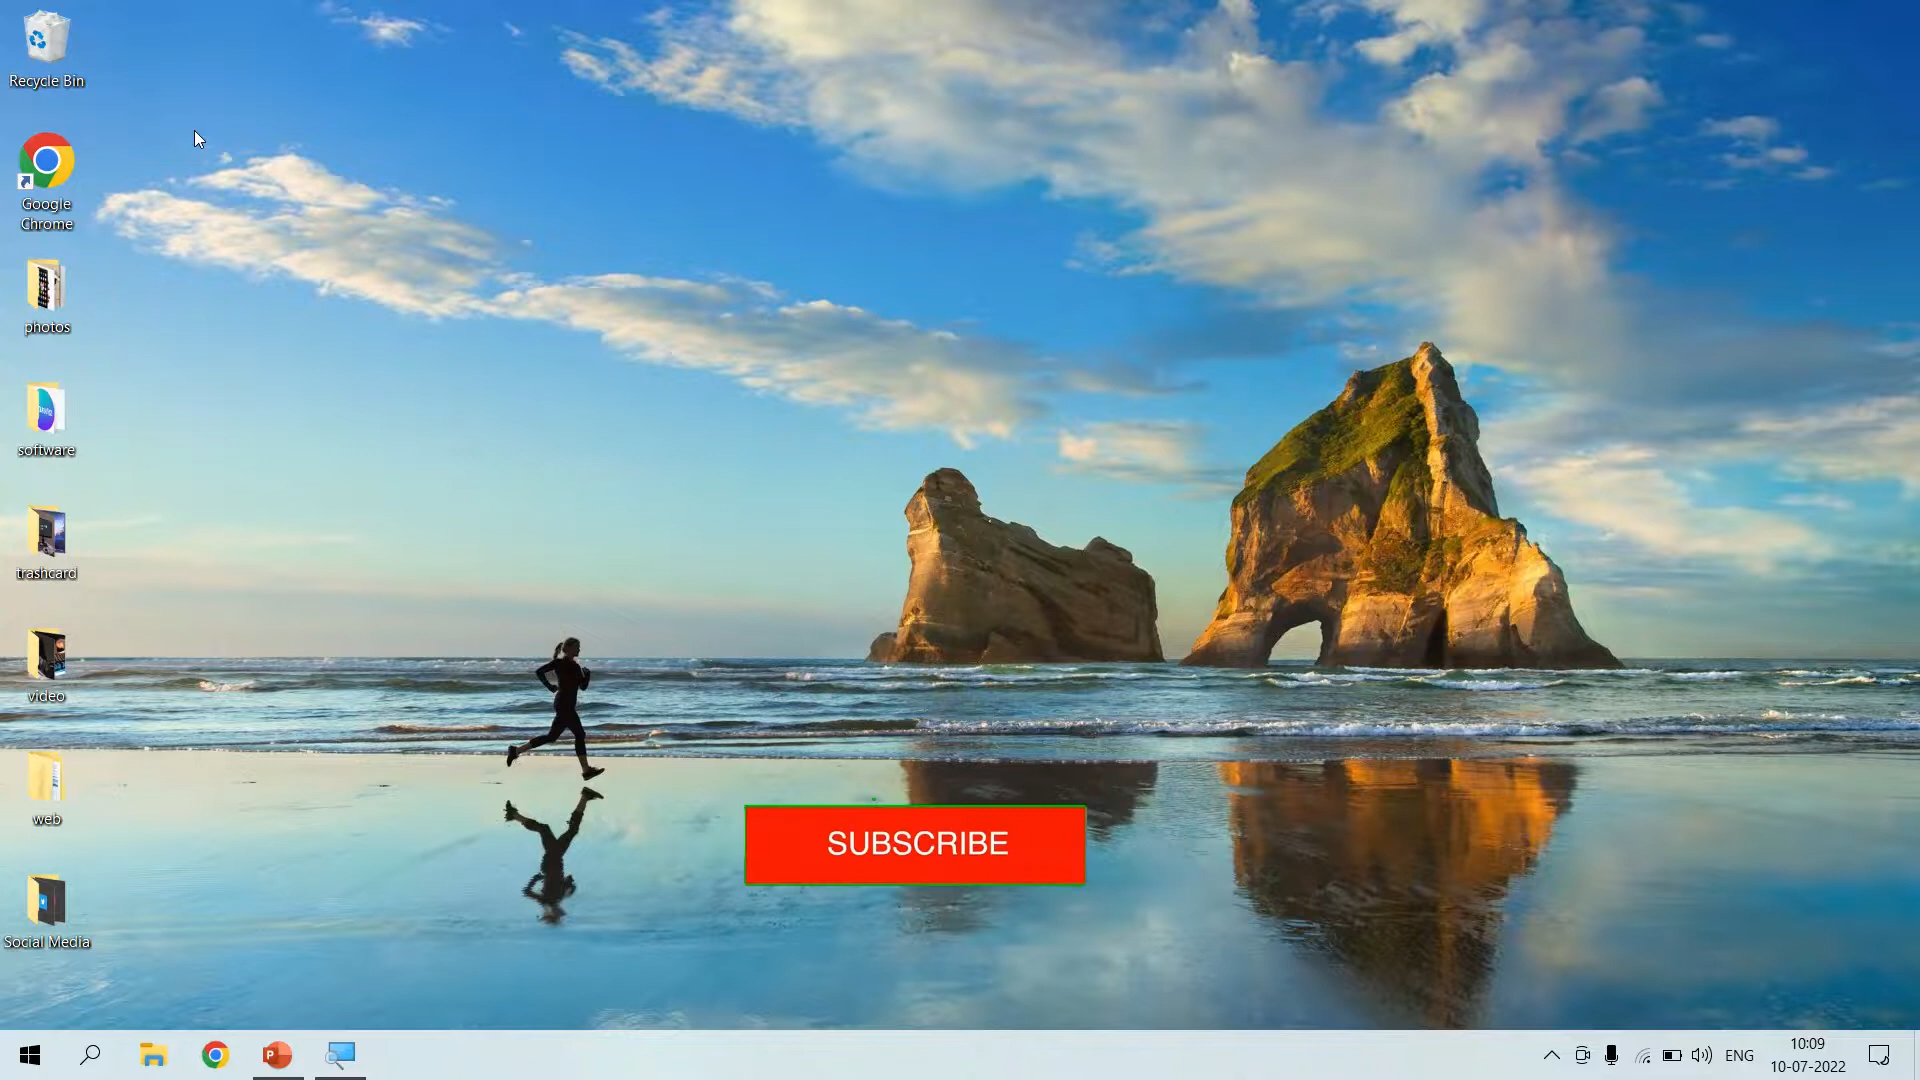 Recycle Bin
Google
Chrome
photos
software
trashcard
video
web
Social Media
SUBSCRIBE
P
ENG
10:09
10-07-2022